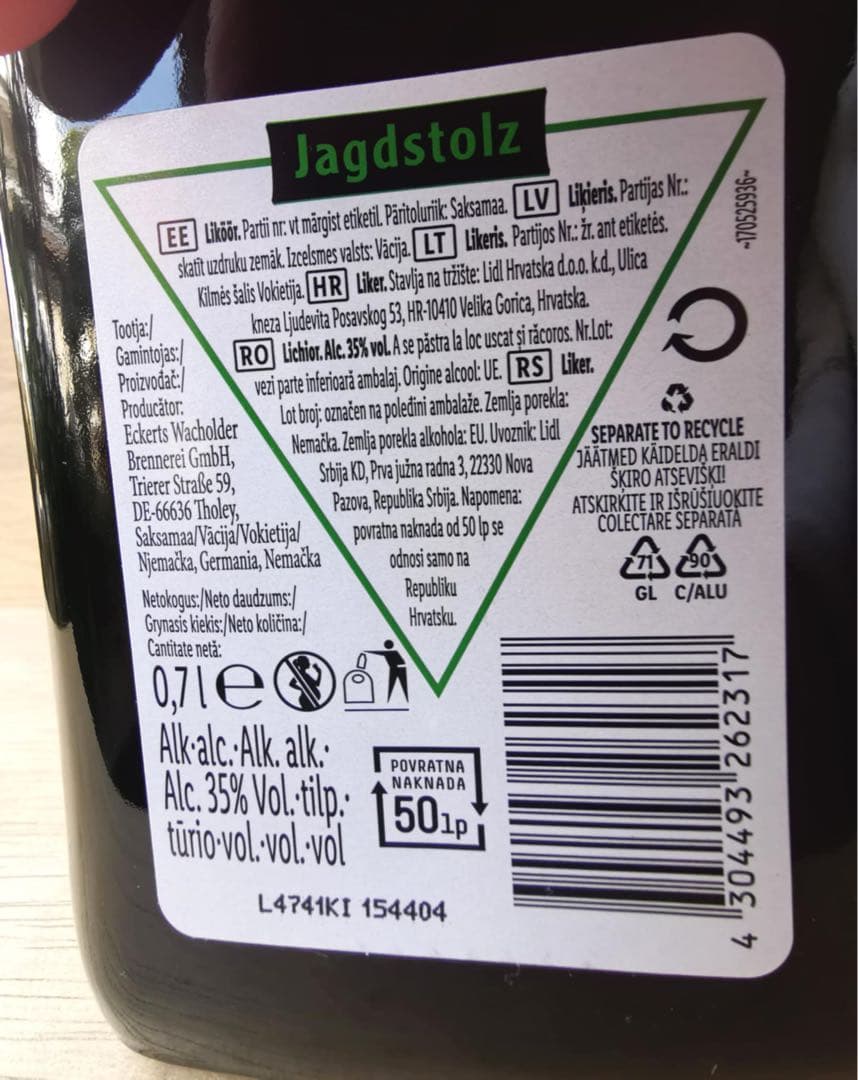 Jagdstolz
EE Liköör. Partii nr: vt märgist etiketil. Päritoluriik: Saksamaa. LV Liķieris. Partijas Nr.:
skatīt uzdruku zemāk. Izcelsmes valsts: Vācija. LT Likeris. Partijos Nr.: žr. ant etiketės.
Kilmės šalis Vokietija. HR Liker. Stavlja na tržište: Lidl Hrvatska d.o.o. k.d., Ulica
kneza Ljudevita Posavskog 53, HR-10410 Velika Gorica, Hrvatska.
RO Lichior. Alc. 35% vol. A se păstra la loc uscat și răcoros. Nr.Lot:
vezi parte inferioară ambalaj. Origine alcool: UE. RS Liker.
Lot broj: označen na poleđini ambalaže. Zemlja porekla:
Nemačka. Zemlja porekla alkohola: EU. Uvoznik: Lidl
Srbija KD, Prva južna radna 3, 22330 Nova
Pazova, Republika Srbija. Napomena:
povratna naknada od 50 lp se
odnosi samo na
Republiku
Hrvatsku.
Tootja:/
Gamintojas:/
Proizvođač:/
Producător:
Eckerts Wacholder
Brennerei GmbH,
Trierer Straße 59,
DE-66636 Tholey,
Saksamaa/Vācija/Vokietija/
Njemačka, Germania, Nemačka
Netokogus:/Neto daudzums:/
Grynasis kiekis:/Neto količina:/
Cantitate netă:
0,7 l e
Alk·alc.·Alk. alk.·
Alc. 35% Vol.·tilp.·
tūrio·vol.·vol.·vol
POVRATNA
NAKNADA
50 lp
L4741KI 154404
~170525936~
SEPARATE TO RECYCLE
JÄÄTMED KÄIDELDA ERALDI
ŠĶIRO ATSEVIŠĶI!
ATSKIRKITE IR IŠRŪŠIUOKITE
COLECTARE SEPARATĂ
71 90
GL C/ALU
4 304493 262317